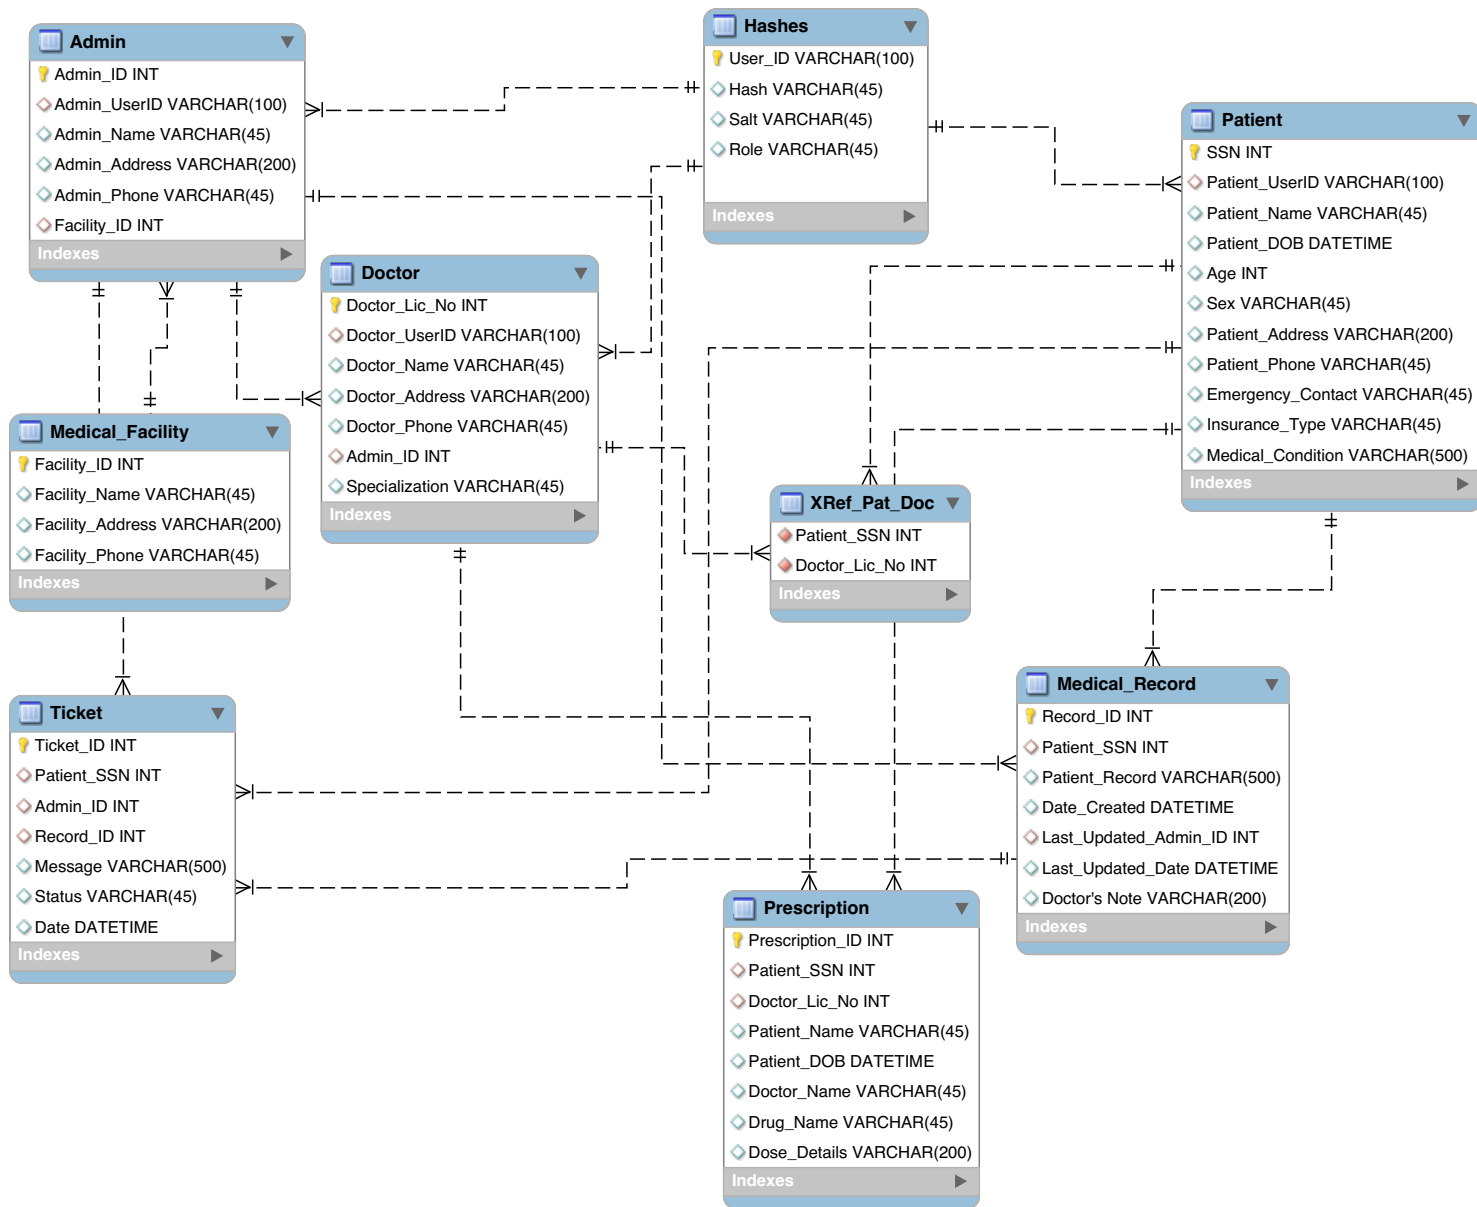 Admin
Admin_ID INT
Admin_UserID VARCHAR(100)
Admin_Name VARCHAR(45)
Admin_Address VARCHAR(200)
Admin_Phone VARCHAR(45)
Facility_ID INT
Indexes
Hashes
User_ID VARCHAR(100)
Hash VARCHAR(45)
Salt VARCHAR(45)
Role VARCHAR(45)
Indexes
Patient
SSN INT
Patient_UserID VARCHAR(100)
Patient_Name VARCHAR(45)
Patient_DOB DATETIME
Age INT
Sex VARCHAR(45)
Patient_Address VARCHAR(200)
Patient_Phone VARCHAR(45)
Emergency_Contact VARCHAR(45)
Insurance_Type VARCHAR(45)
Medical_Condition VARCHAR(500)
Indexes
Doctor
Doctor_Lic_No INT
Doctor_UserID VARCHAR(100)
Doctor_Name VARCHAR(45)
Doctor_Address VARCHAR(200)
Doctor_Phone VARCHAR(45)
Admin_ID INT
Specialization VARCHAR(45)
Indexes
Medical_Facility
Facility_ID INT
Facility_Name VARCHAR(45)
Facility_Address VARCHAR(200)
Facility_Phone VARCHAR(45)
Indexes
XRef_Pat_Doc
Patient_SSN INT
Doctor_Lic_No INT
Indexes
Ticket
Ticket_ID INT
Patient_SSN INT
Admin_ID INT
Record_ID INT
Message VARCHAR(500)
Status VARCHAR(45)
Date DATETIME
Indexes
Medical_Record
Record_ID INT
Patient_SSN INT
Patient_Record VARCHAR(500)
Date_Created DATETIME
Last_Updated_Admin_ID INT
Last_Updated_Date DATETIME
Doctor's Note VARCHAR(200)
Indexes
Prescription
Prescription_ID INT
Patient_SSN INT
Doctor_Lic_No INT
Patient_Name VARCHAR(45)
Patient_DOB DATETIME
Doctor_Name VARCHAR(45)
Drug_Name VARCHAR(45)
Dose_Details VARCHAR(200)
Indexes